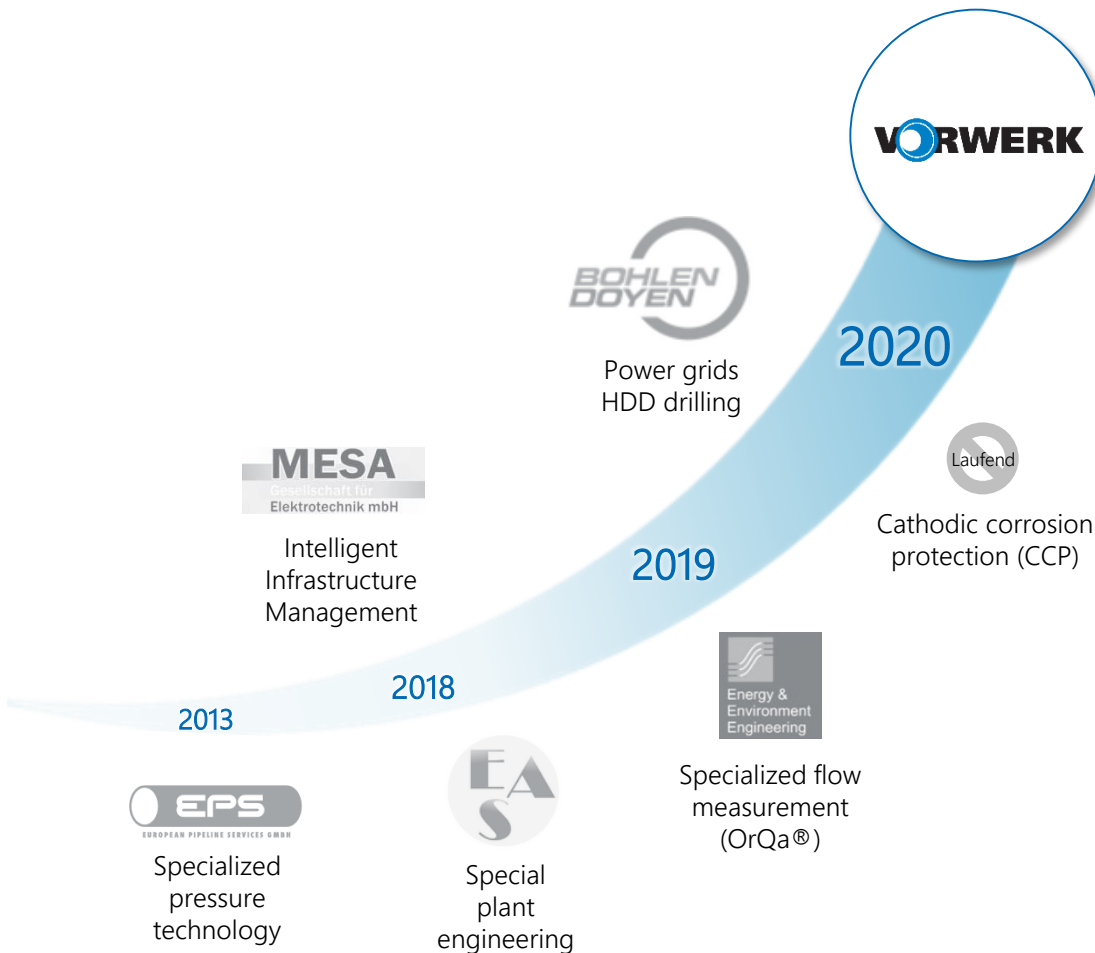 VORWERK
BOHLEN
DOYEN
Power grids
HDD drilling
2020
Laufend
Cathodic corrosion
protection (CCP)
MESA
Gesellschaft für
Elektrotechnik mbH
Intelligent
Infrastructure
Management
2019
2018
2013
Energy &
Environment
Engineering
Specialized flow
measurement
(OrQa®)
EAS
Special
plant
engineering
EPS
EUROPEAN PIPELINE SERVICES GMBH
Specialized
pressure
technology